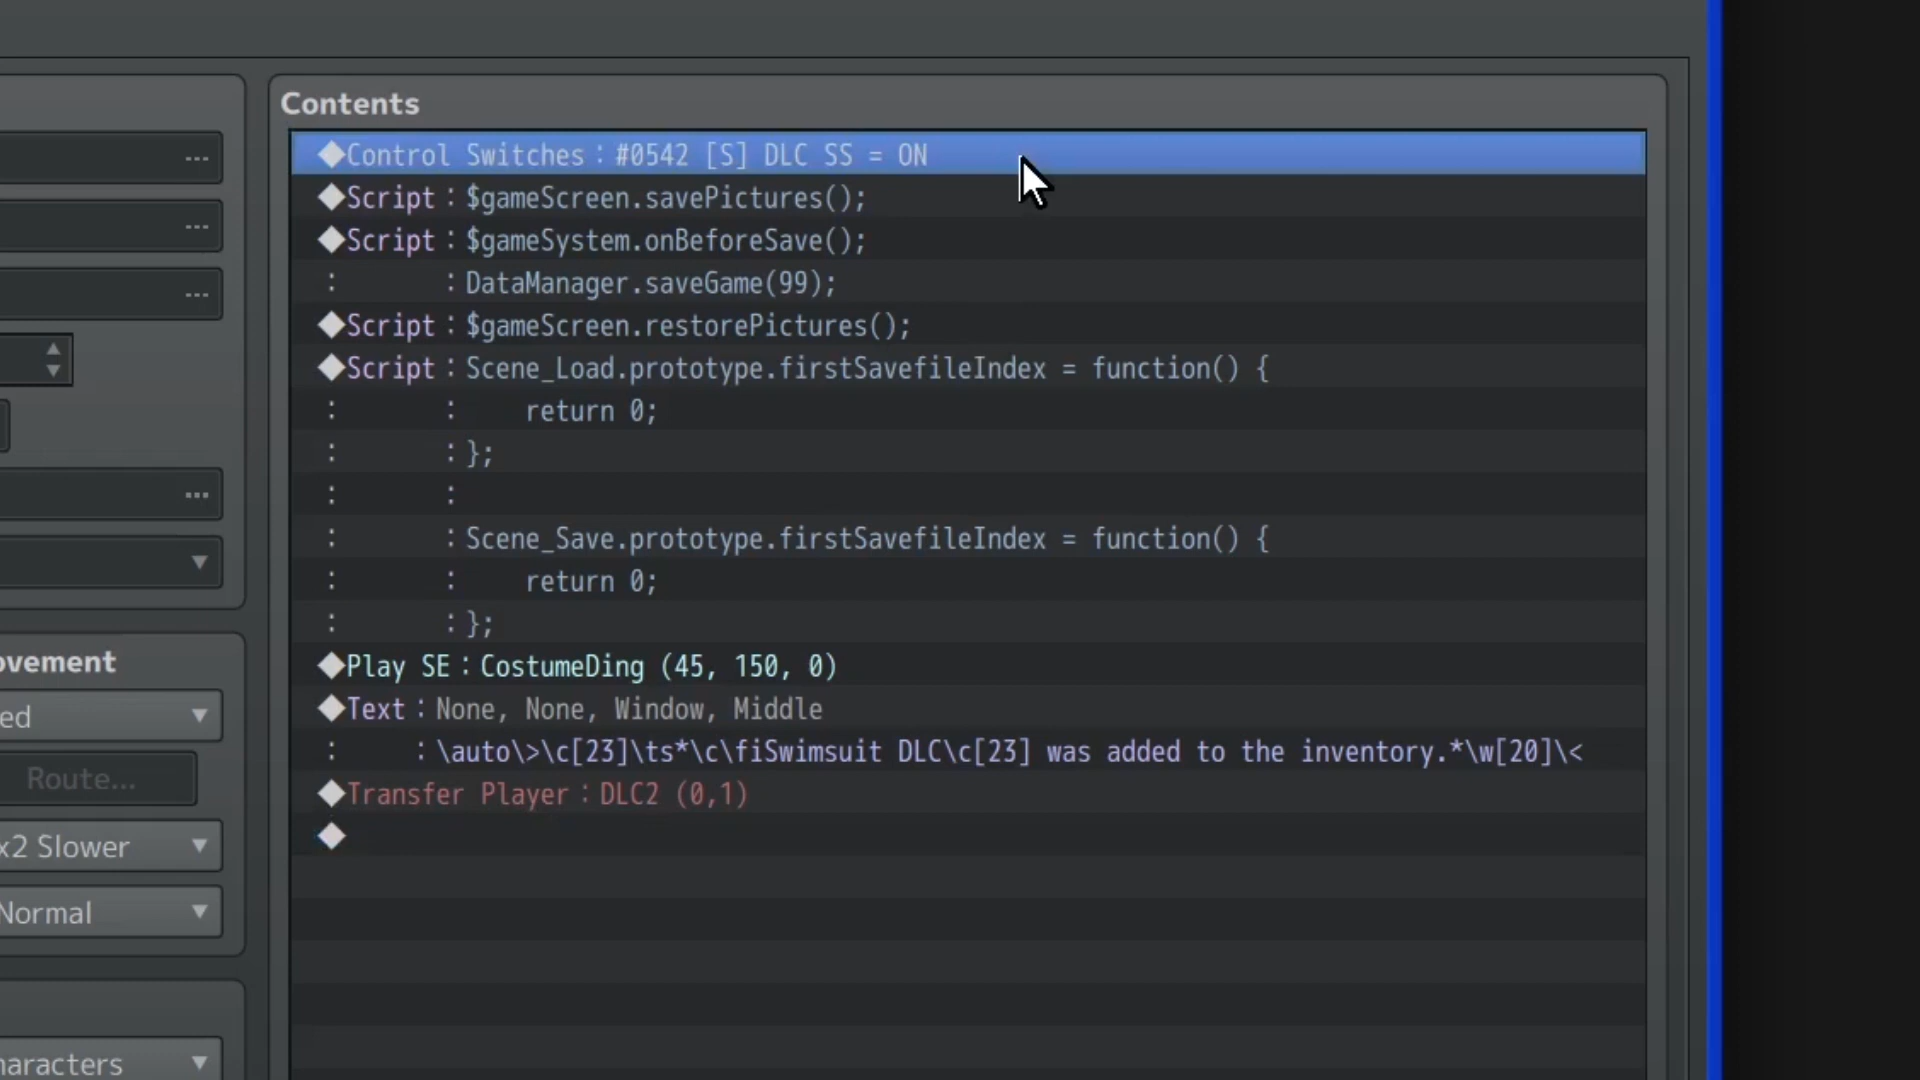 Contents
◆Control Switches：#0542 [S] DLC SS = ON
◆Script：$gameScreen.savePictures();
◆Script：$gameSystem.onBeforeSave();
：　　：DataManager.saveGame(99);
◆Script：$gameScreen.restorePictures();
◆Script：Scene_Load.prototype.firstSavefileIndex = function() {
：　　：    return 0;
：　　：};
：　　：
：　　：Scene_Save.prototype.firstSavefileIndex = function() {
：　　：    return 0;
：　　：};
◆Play SE：CostumeDing (45, 150, 0)
◆Text：None, None, Window, Middle
：　　：\auto\>\c[23]\ts*\c\fiSwimsuit DLC\c[23] was added to the inventory.*\w[20]\<
◆Transfer Player：DLC2 (0,1)
◆
...
...
...
...
ovement
ed
Route...
x2 Slower
Normal
haracters